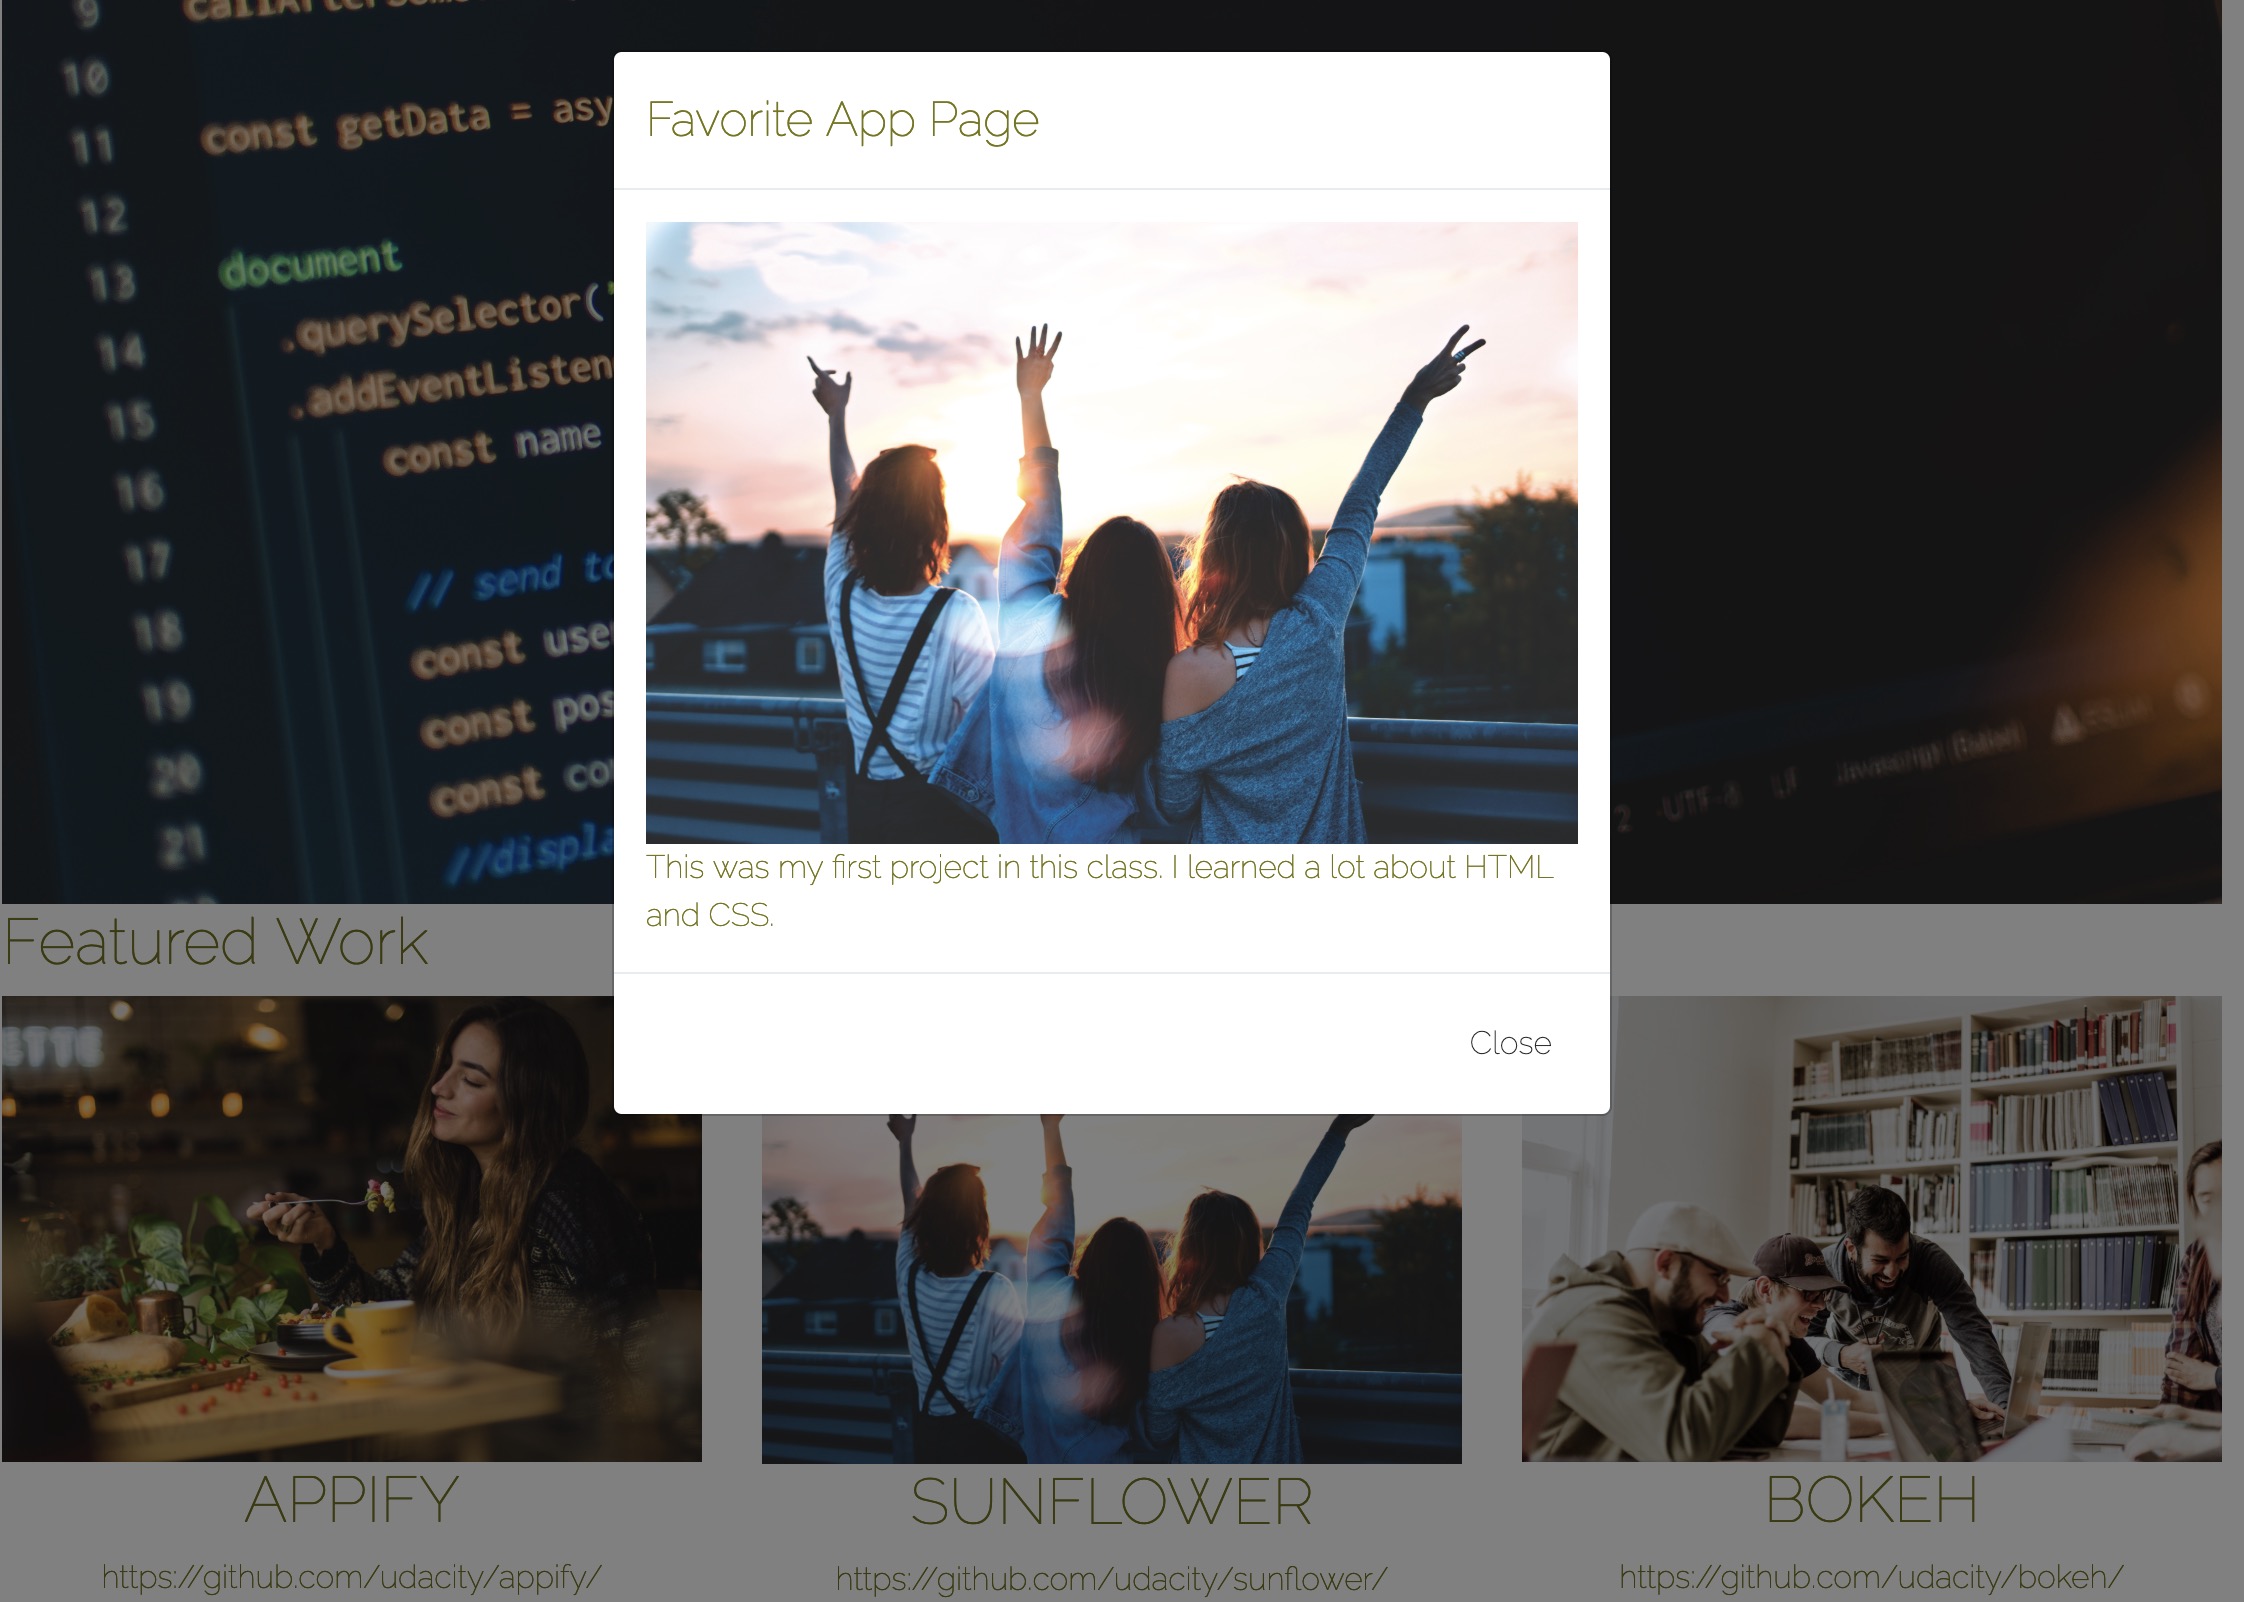 9
10
11 const getData = asy
12
13 document
14 .querySelector('
15 .addEventListen
16 const name
17
18 // send to
19 const use
20 const pos
21 const co
//displa
Favorite App Page
This was my first project in this class. I learned a lot about HTML
and CSS.
Close
2 UTF-8 LF Javascript (Babel)
Featured Work
ETTE
APPIFY
https://github.com/udacity/appify/
SUNFLOWER
https://github.com/udacity/sunflower/
BOKEH
https://github.com/udacity/bokeh/